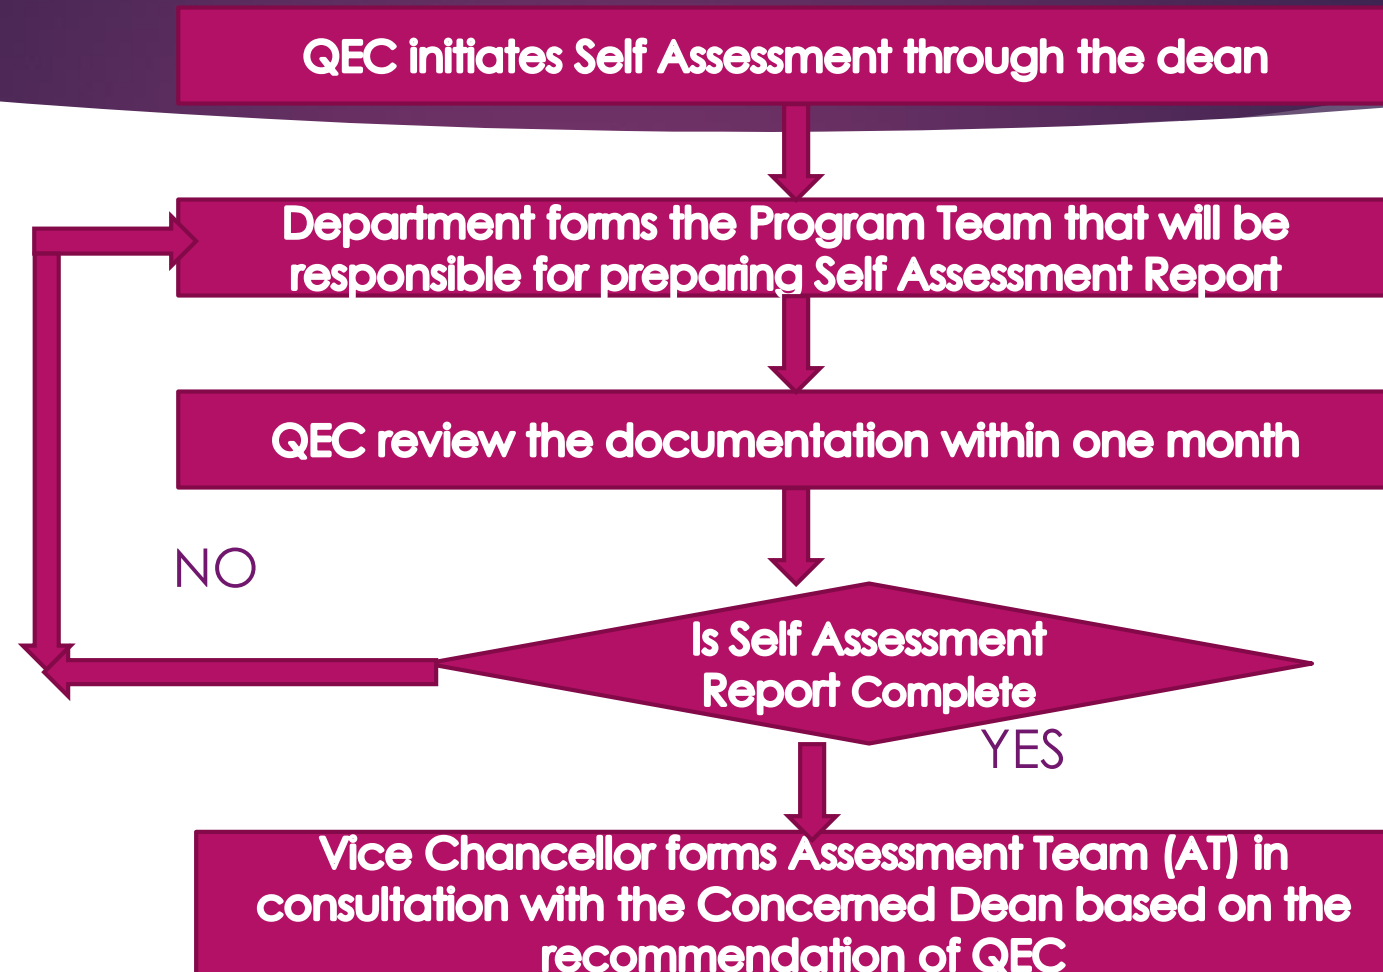 QEC initiates Self Assessment through the dean
Department forms the Program Team that will be
responsible for preparing Self Assessment Report
QEC review the documentation within one month
NO
Is Self Assessment
Report Complete
YES
Vice Chancellor forms Assessment Team (AT) in
consultation with the Concerned Dean based on the
recommendation of QEC